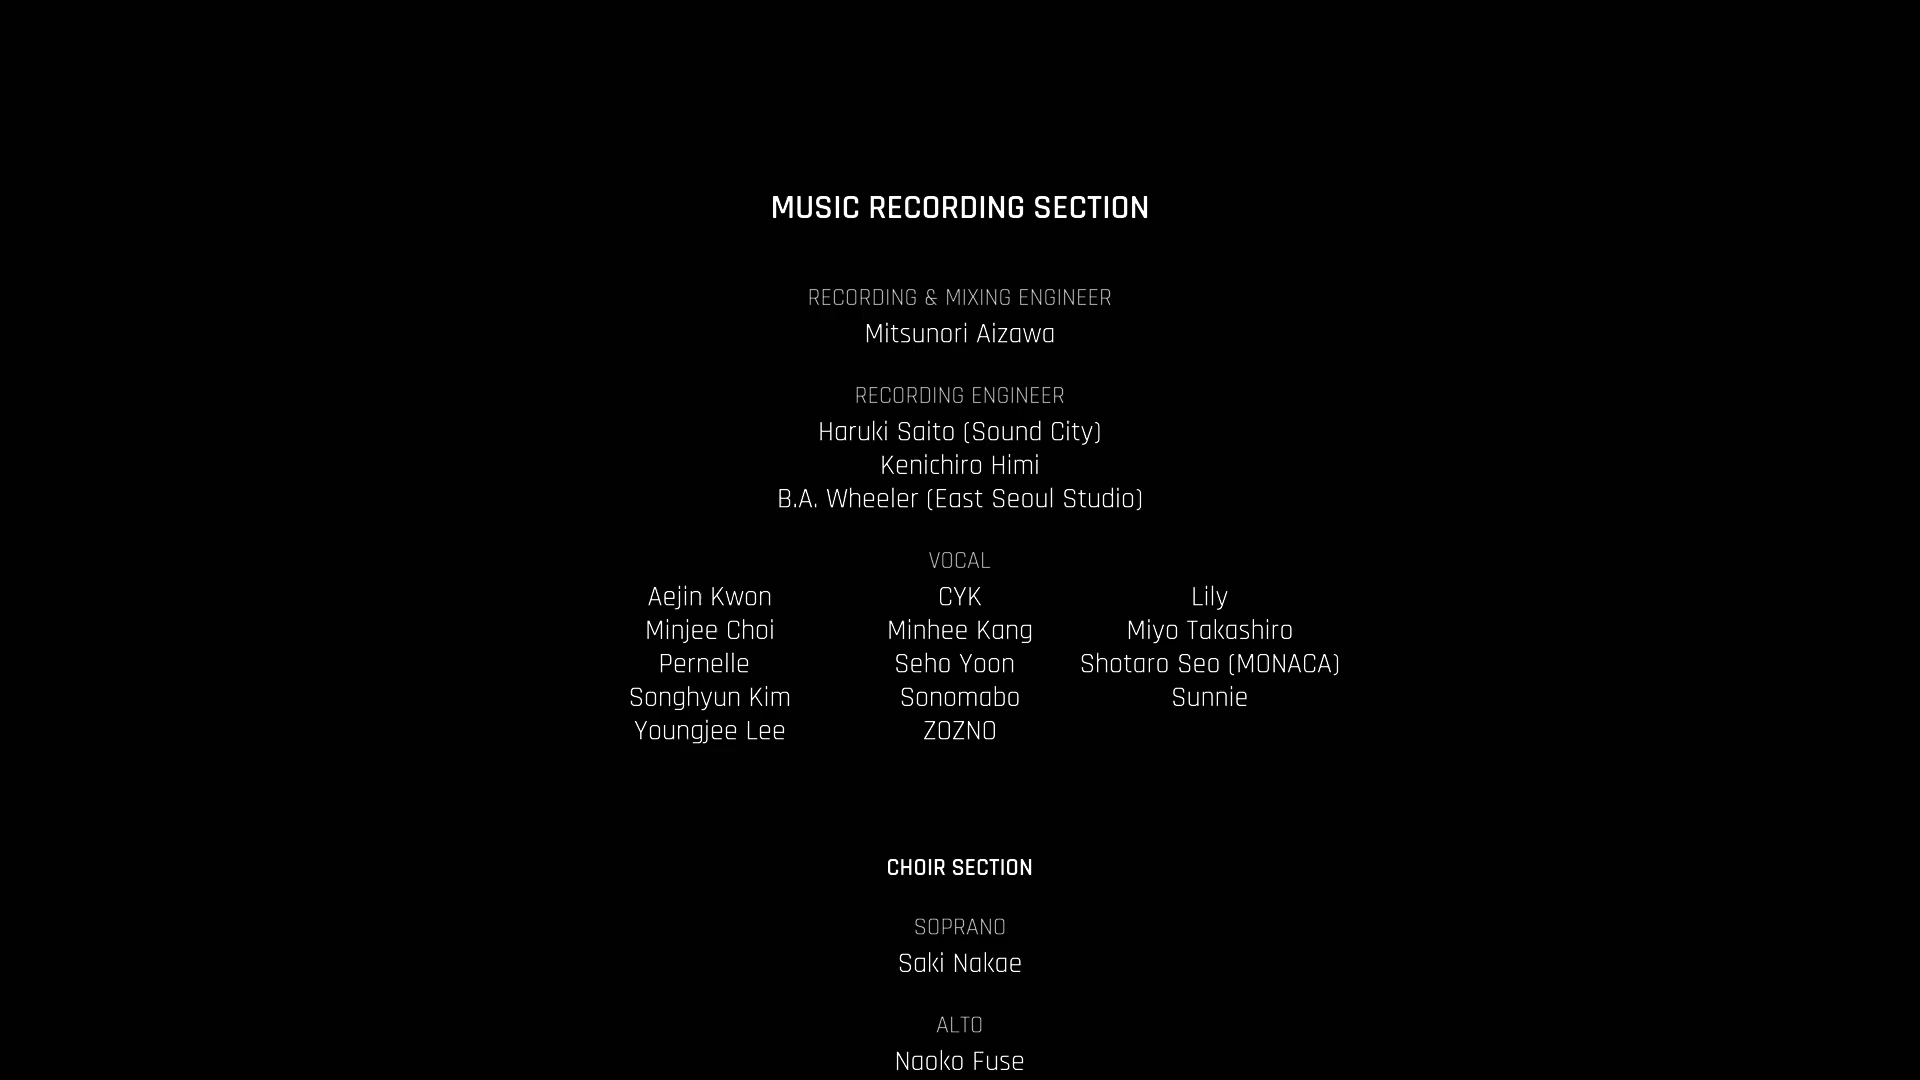 MUSIC RECORDING SECTION
RECORDING & MIXING ENGINEER
Mitsunori Aizawa
RECORDING ENGINEER
Haruki Saito (Sound City)
Kenichiro Himi
B.A. Wheeler (East Seoul Studio)
VOCAL
Aejin Kwon CYK Lily
Minjee Choi Minhee Kang Miyo Takashiro
Pernelle Seho Yoon Shotaro Seo (MONACA)
Songhyun Kim Sonomabo Sunnie
Youngjee Lee ZOZNO
CHOIR SECTION
SOPRANO
Saki Nakae
ALTO
Naoko Fuse